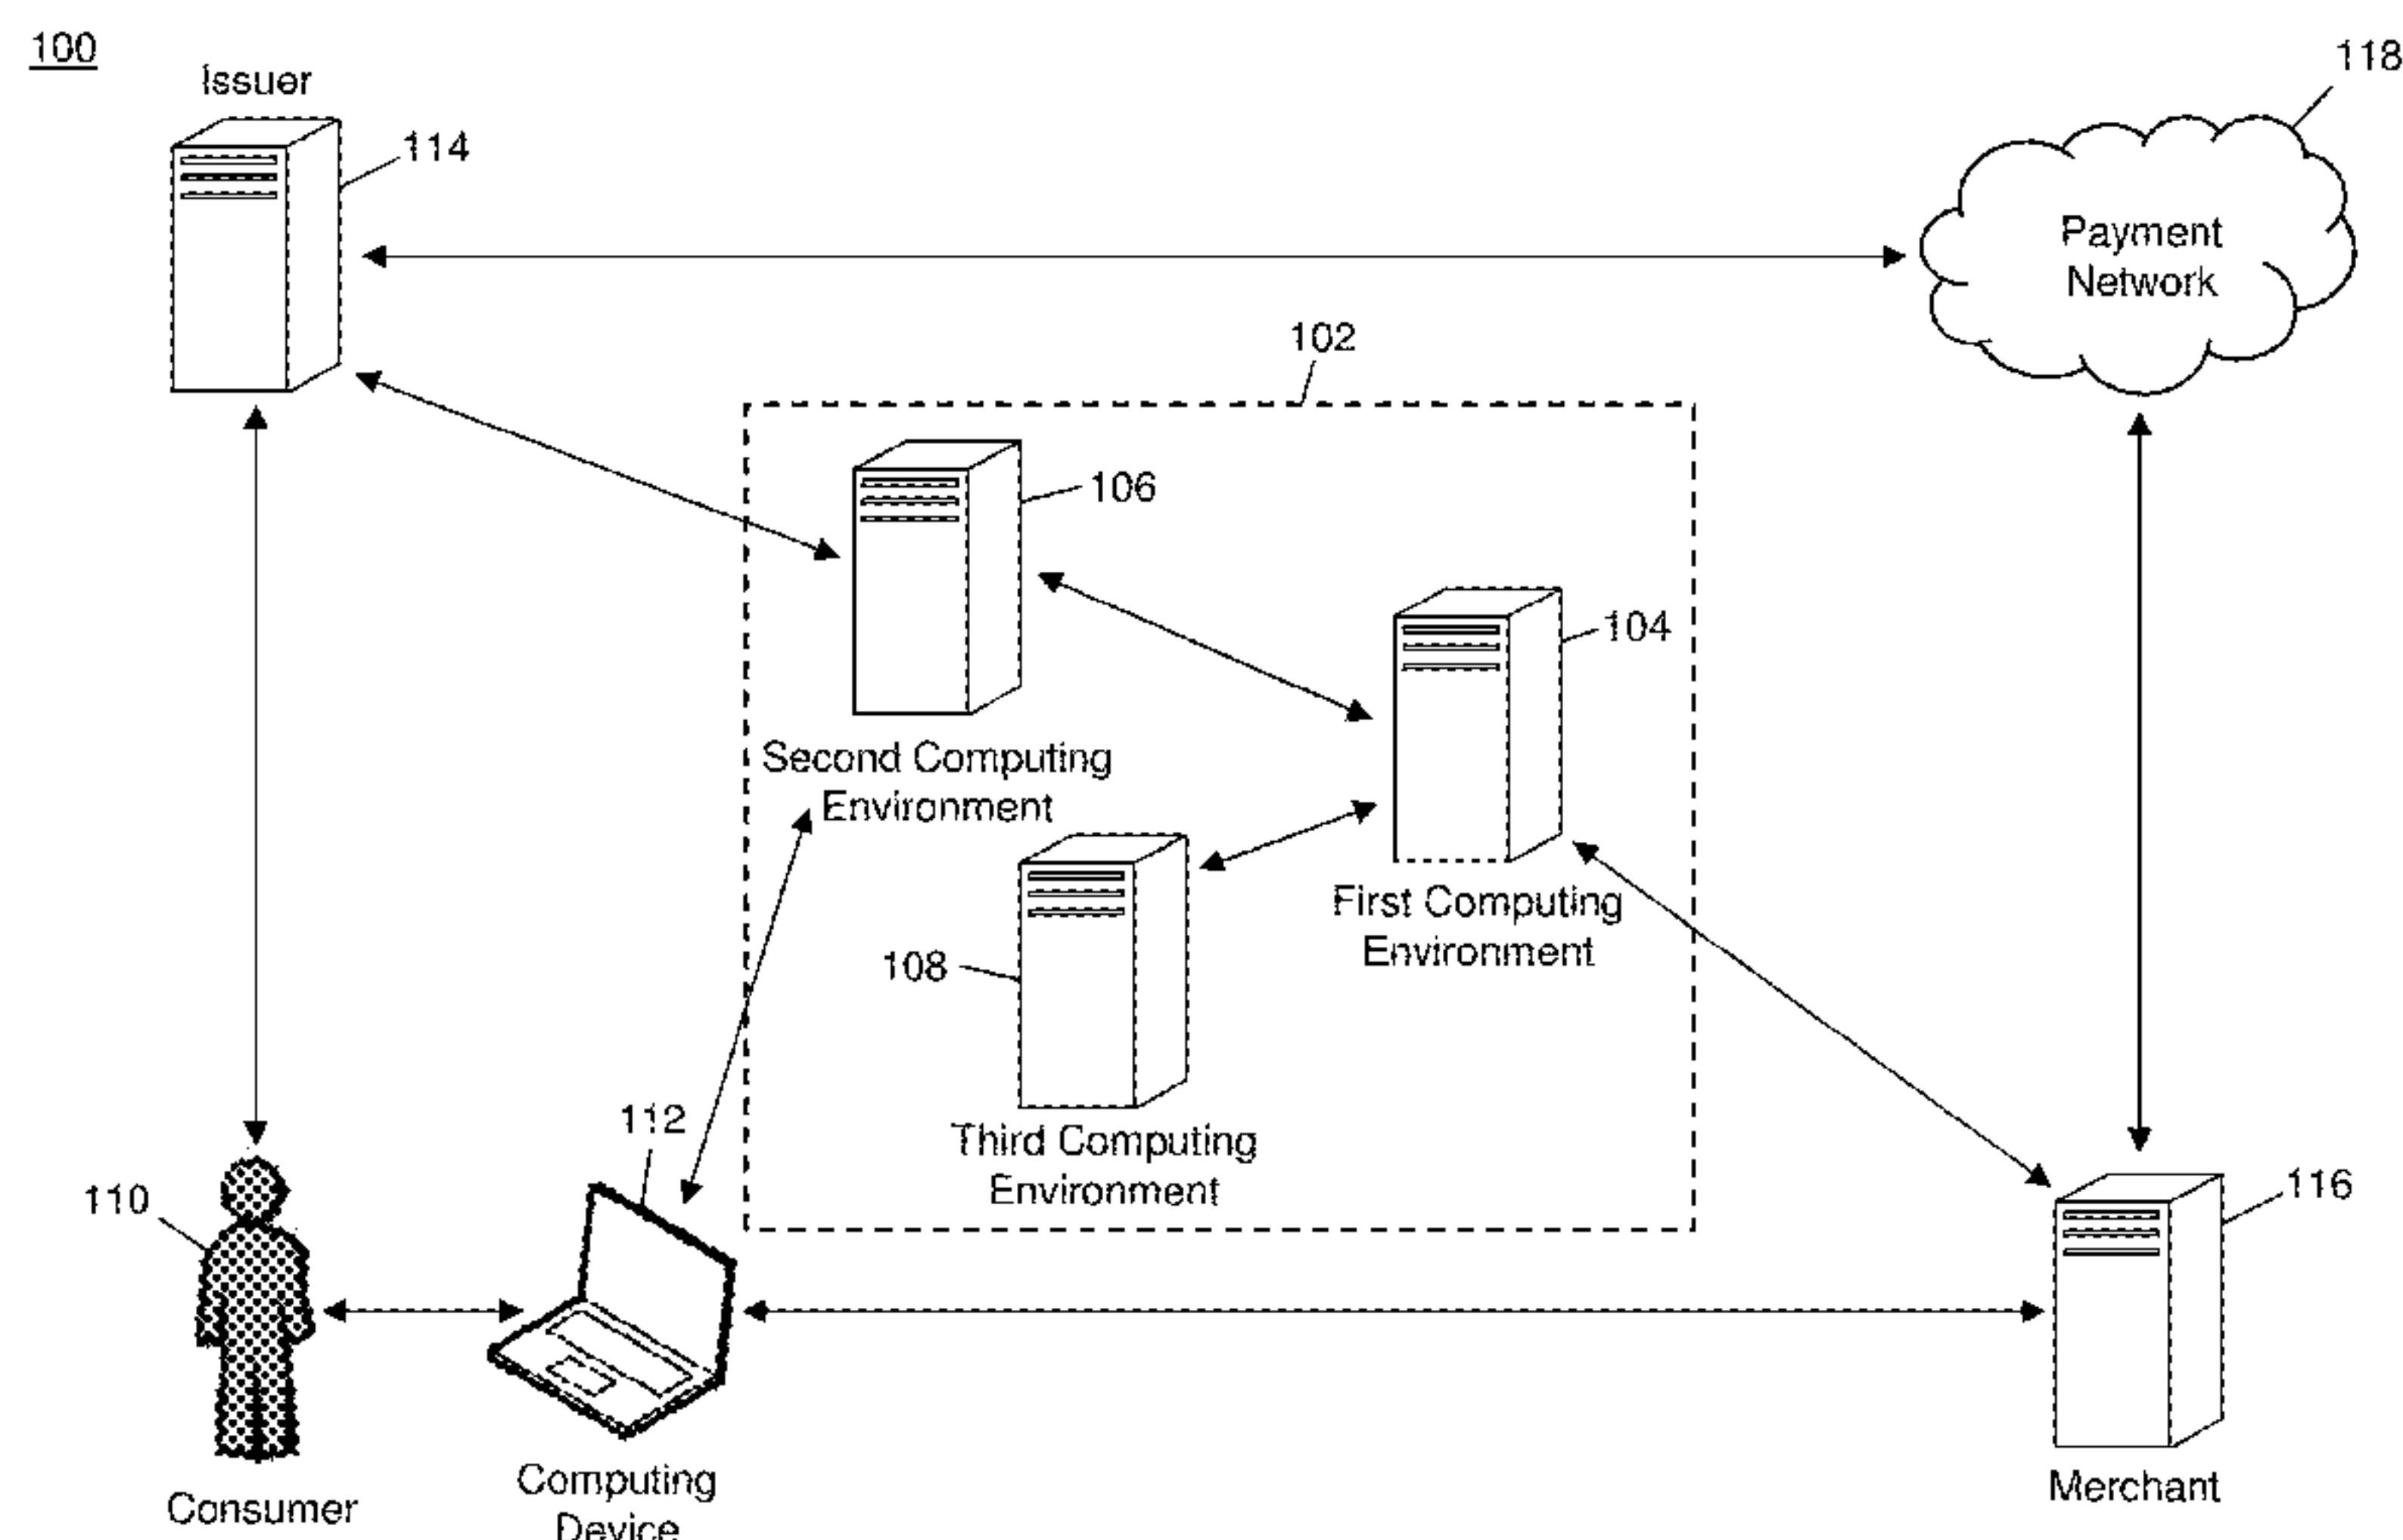 100
Issuer
114
118
Payment
Network
102
106
104
Second Computing
Environment
First Computing
Environment
108
112
Third Computing
Environment
110
116
Computing
Device
Merchant
Consumer